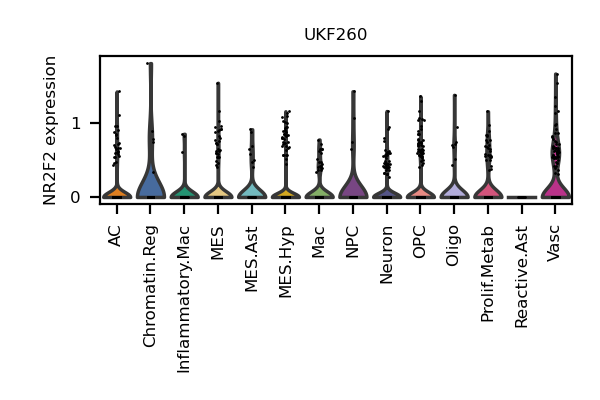 UKF260
NR2F2 expression
1
0
AC
Chromatin.Reg
Inflammatory.Mac
MES
MES.Ast
MES.Hyp
Mac
NPC
Neuron
OPC
Oligo
Prolif.Metab
Reactive.Ast
Vasc